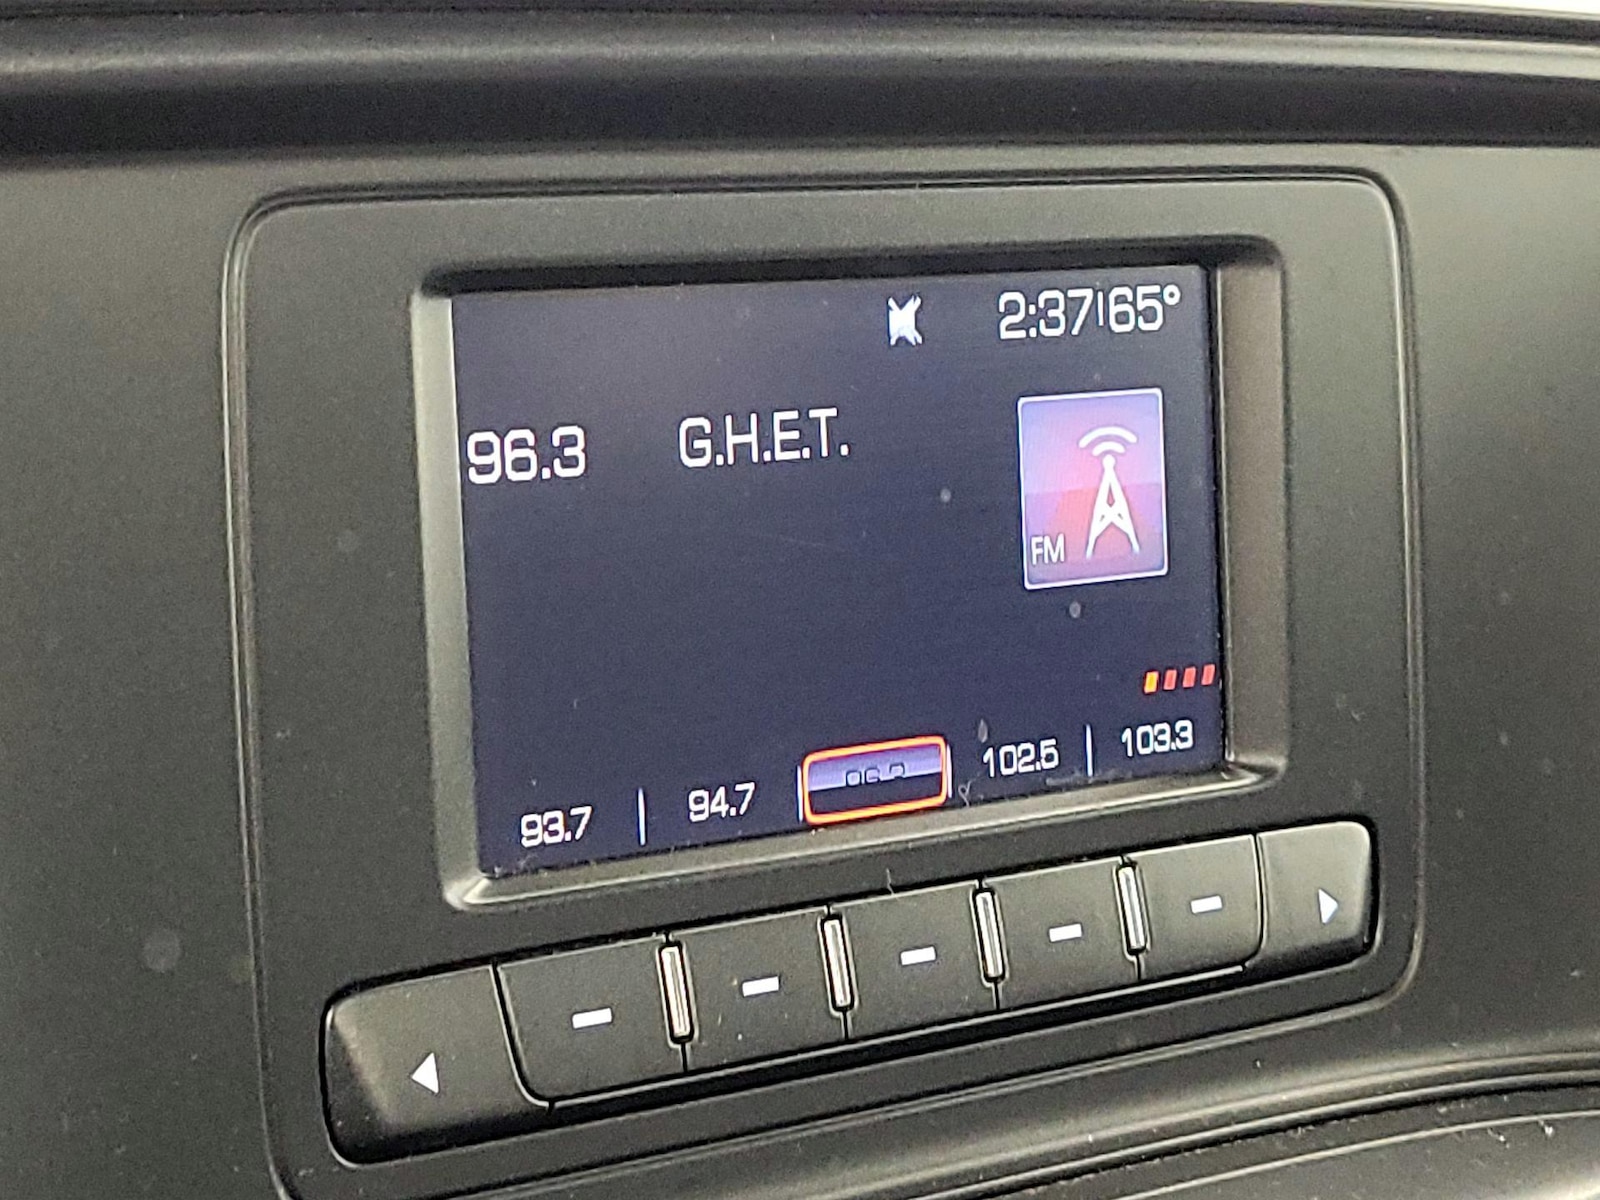 2:37|65°
96.3 G.H.E.T.
FM
93.7 | 94.7 | 102.5 | 103.3